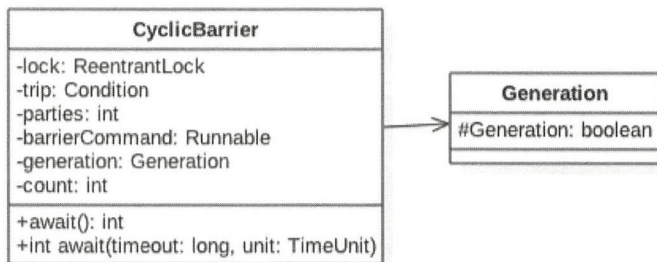 CyclicBarrier
-lock: ReentrantLock
-trip: Condition
-parties: int
-barrierCommand: Runnable
-generation: Generation
-count: int
+await(): int
+int await(timeout: long, unit: TimeUnit)
Generation
#Generation: boolean